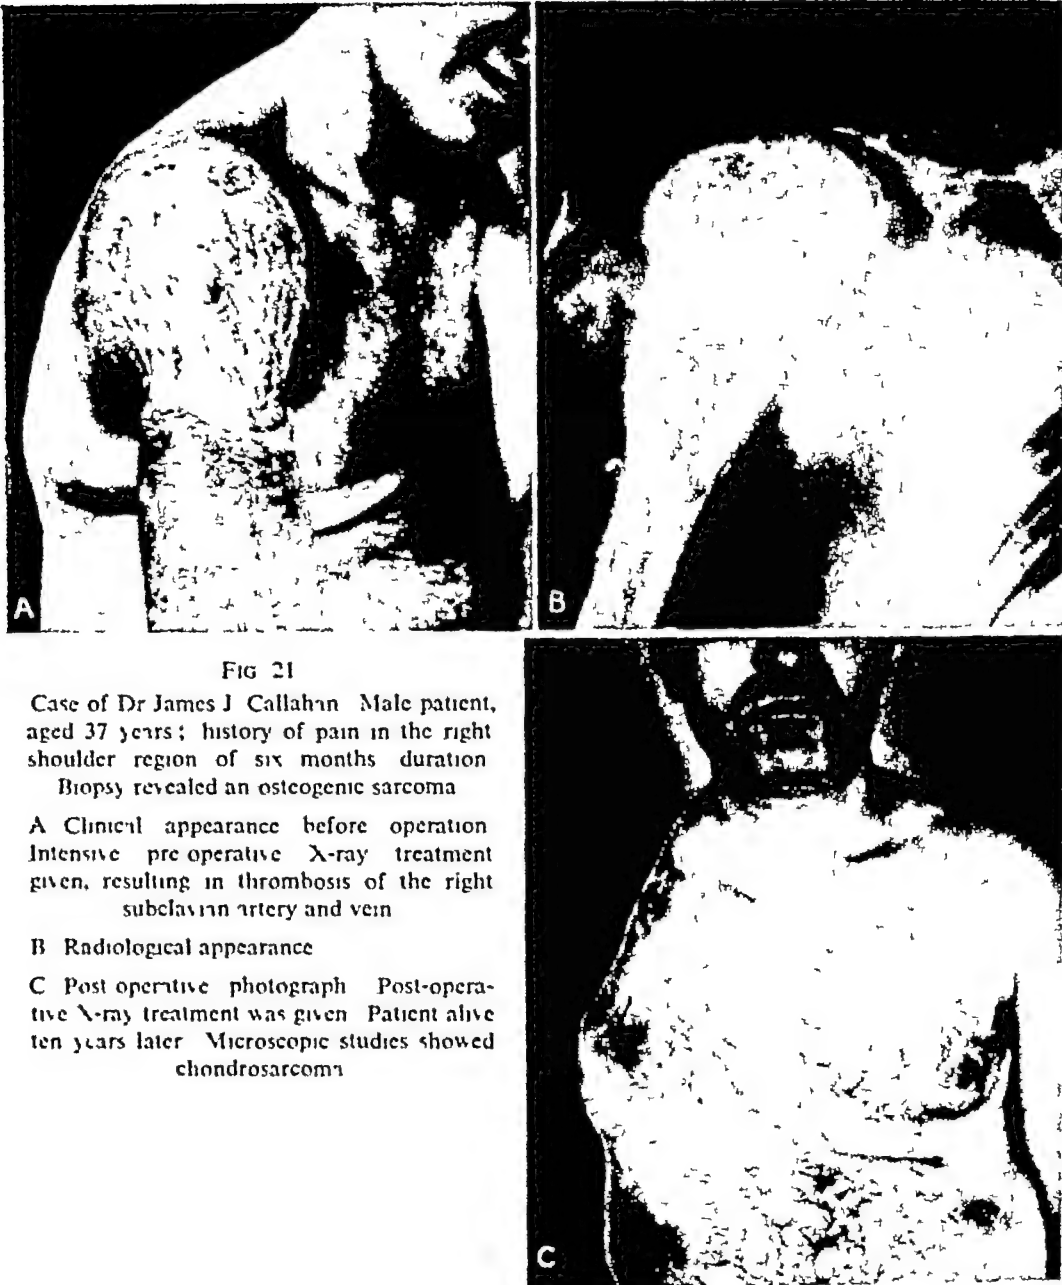 A
B
FIG 21
Case of Dr James J Callahan Male patient,
aged 37 years; history of pain in the right
shoulder region of six months duration
Biopsy revealed an osteogenic sarcoma
A Clinical appearance before operation
Intensive pre operative X-ray treatment
given, resulting in thrombosis of the right
subclavian artery and vein
B Radiological appearance
C Post operative photograph Post-opera-
tive X-ray treatment was given Patient alive
ten years later Microscopic studies showed
chondrosarcoma
C